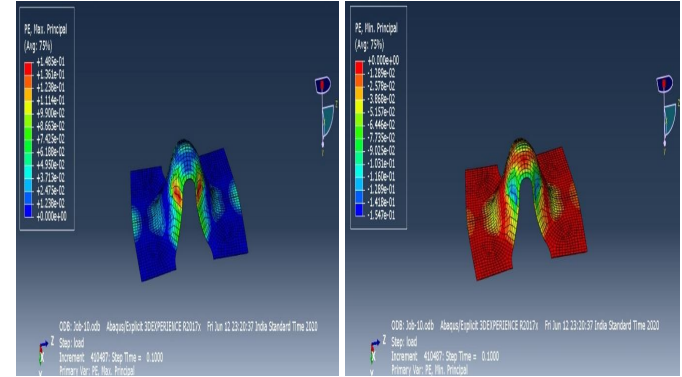 PE, Max. Principal
(Avg: 75%)
+1.485e-01
+1.361e-01
+1.238e-01
+1.114e-01
+9.900e-02
+8.663e-02
+7.425e-02
+6.188e-02
+4.950e-02
+3.713e-02
+2.475e-02
+1.238e-02
+0.000e+00
ODB: Job-10.odb Abaqus/Explicit 3DEXPERIENCE R2017x Fri Jun 12 23:20:37 India Standard Time 2020
Z
Step: load
Increment 410487: Step Time = 0.1000
Primary Var: PE, Max. Principal
PE, Min. Principal
(Avg: 75%)
+0.000e+00
-1.289e-02
-2.578e-02
-3.868e-02
-5.157e-02
-6.446e-02
-7.735e-02
-9.025e-02
-1.031e-01
-1.160e-01
-1.289e-01
-1.418e-01
-1.547e-01
ODB: Job-10.odb Abaqus/Explicit 3DEXPERIENCE R2017x Fri Jun 12 23:20:37 India Standard Time 2020
Z
Step: load
Increment 410487: Step Time = 0.1000
Primary Var: PE, Min. Principal